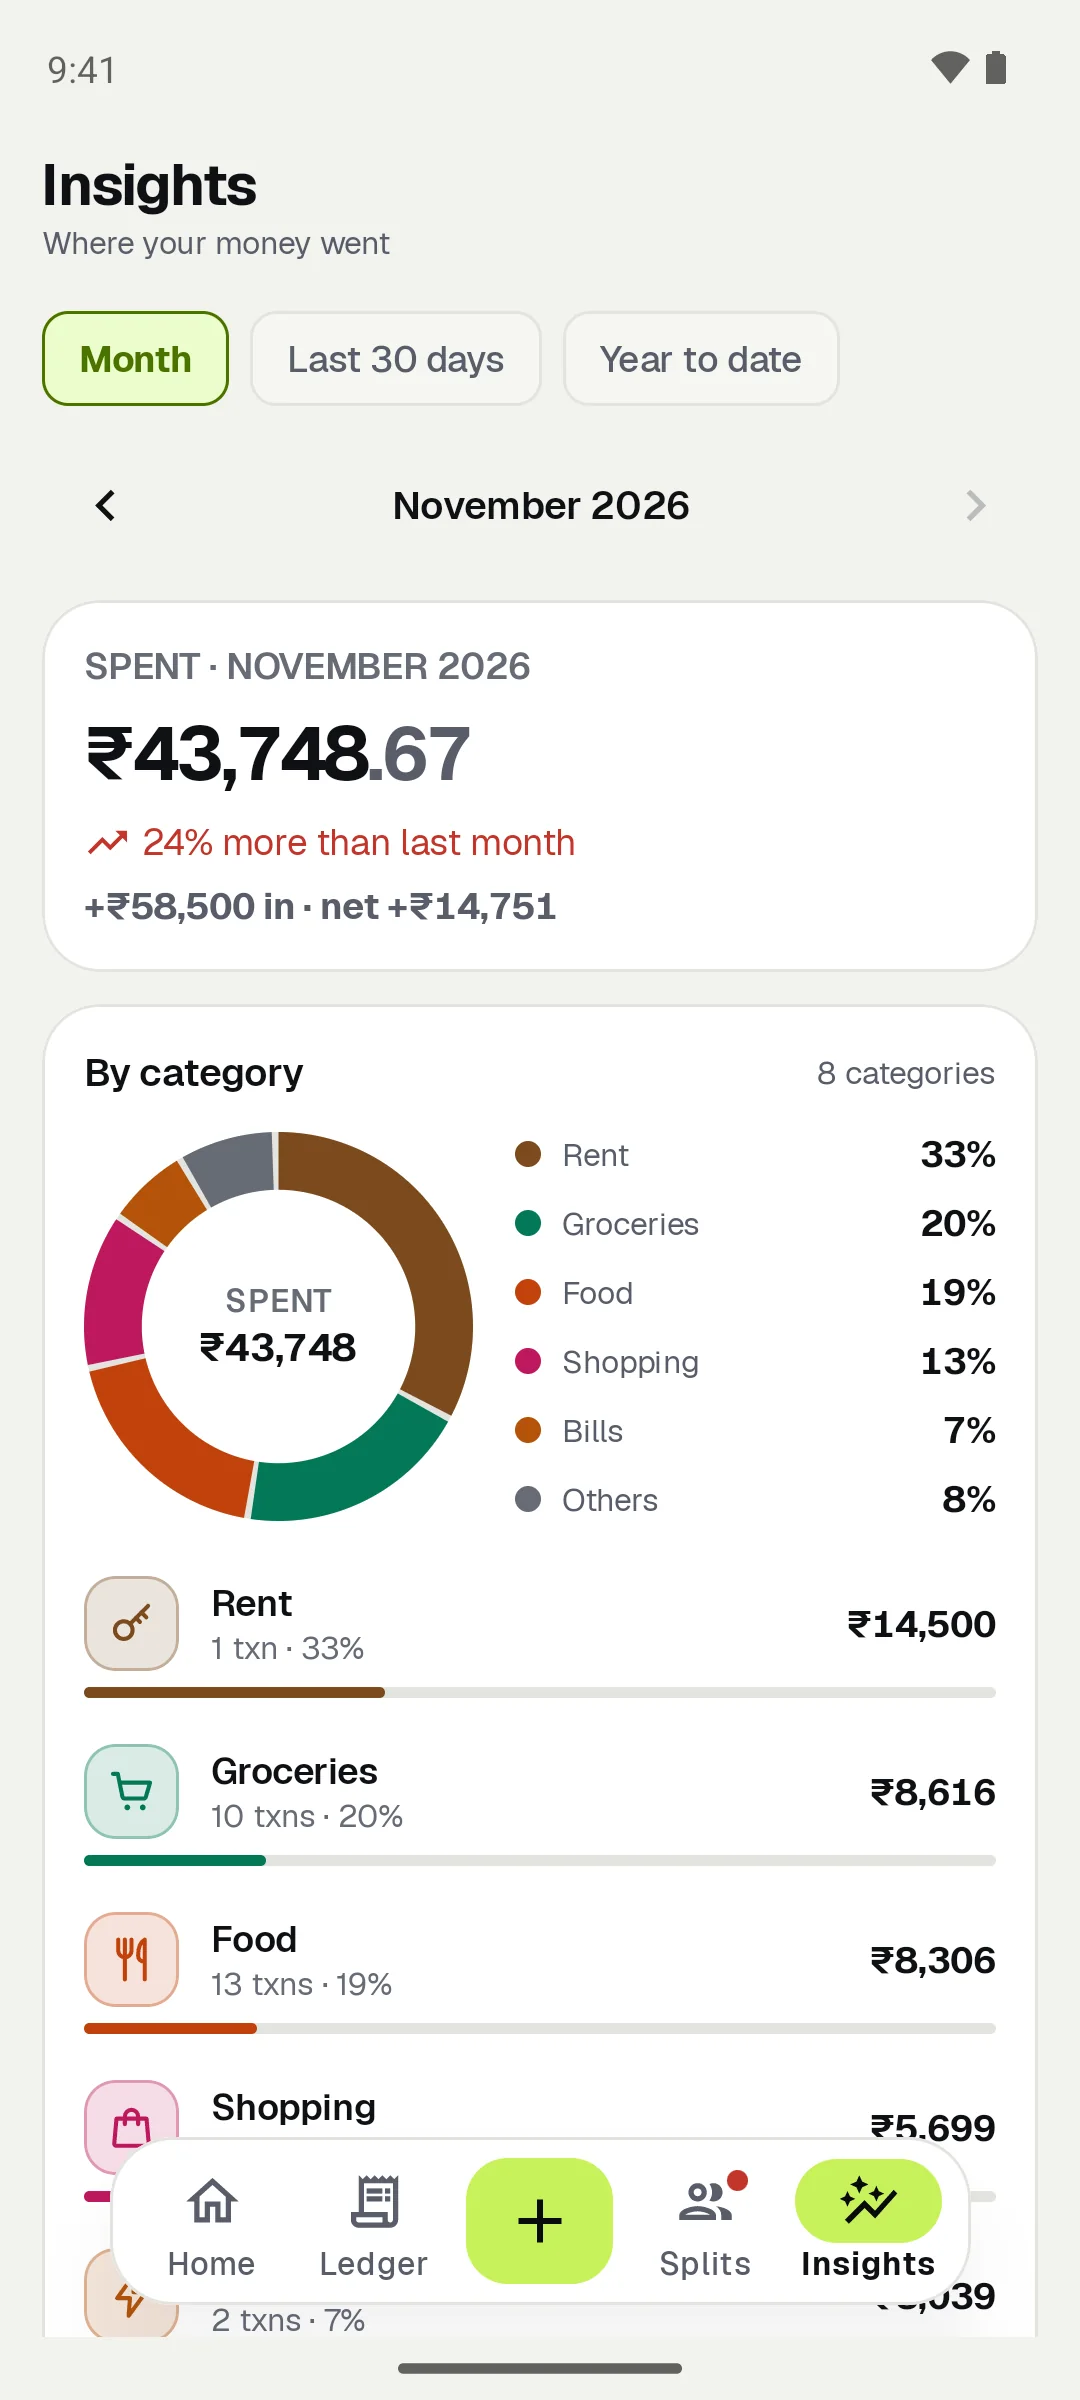 9:41
Insights
Where your money went
Month
Last 30 days
Year to date
November 2026
SPENT · NOVEMBER 2026
₹43,748.67
24% more than last month
+₹58,500 in · net +₹14,751
By category
8 categories
SPENT
₹43,748
Rent 33%
Groceries 20%
Food 19%
Shopping 13%
Bills 7%
Others 8%
Rent
1 txn · 33%
₹14,500
Groceries
10 txns · 20%
₹8,616
Food
13 txns · 19%
₹8,306
Shopping
₹5,699
2 txns · 7%
Home
Ledger
Splits
Insights